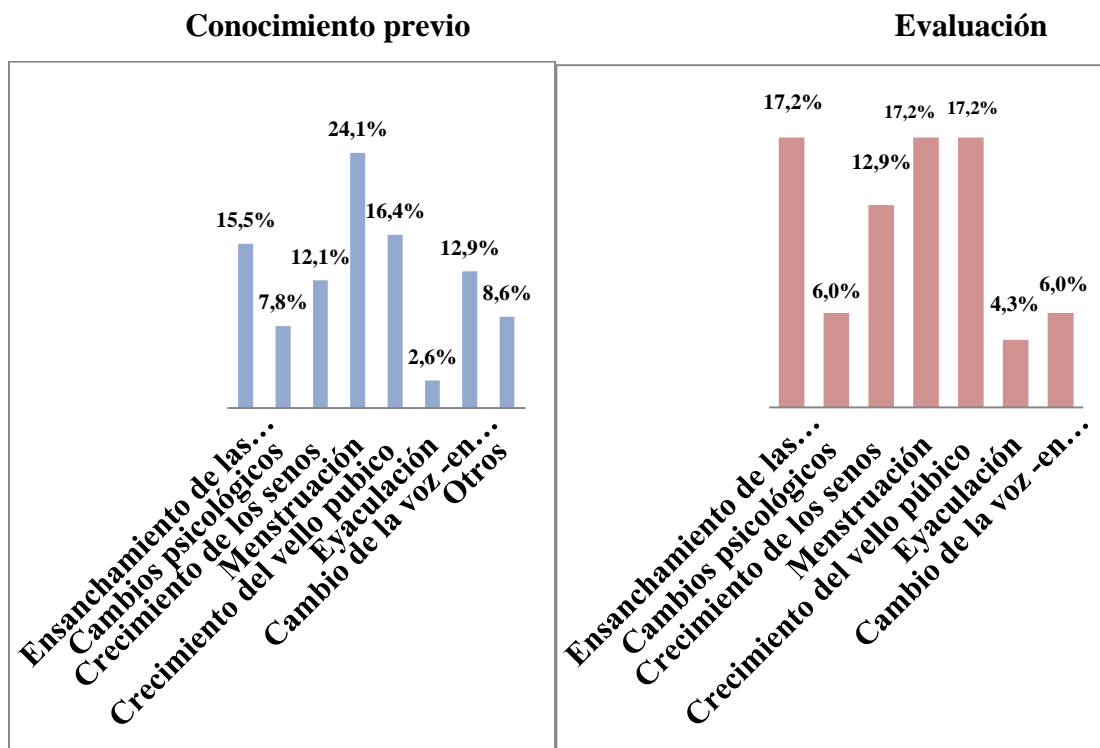 Conocimiento previo
15,5%
7,8%
12,1%
24,1%
16,4%
2,6%
12,9%
8,6%
Ensanchamiento de las...
Cambios psicológicos
Crecimiento de los senos
Menstruación
Crecimiento del vello pubico
Eyaculación
Cambio de la voz -en...
Otros
Evaluación
17,2%
6,0%
12,9%
17,2%
17,2%
4,3%
6,0%
Ensanchamiento de las...
Cambios psicológicos
Crecimiento de los senos
Menstruación
Crecimiento del vello púbico
Eyaculación
Cambio de la voz -en...